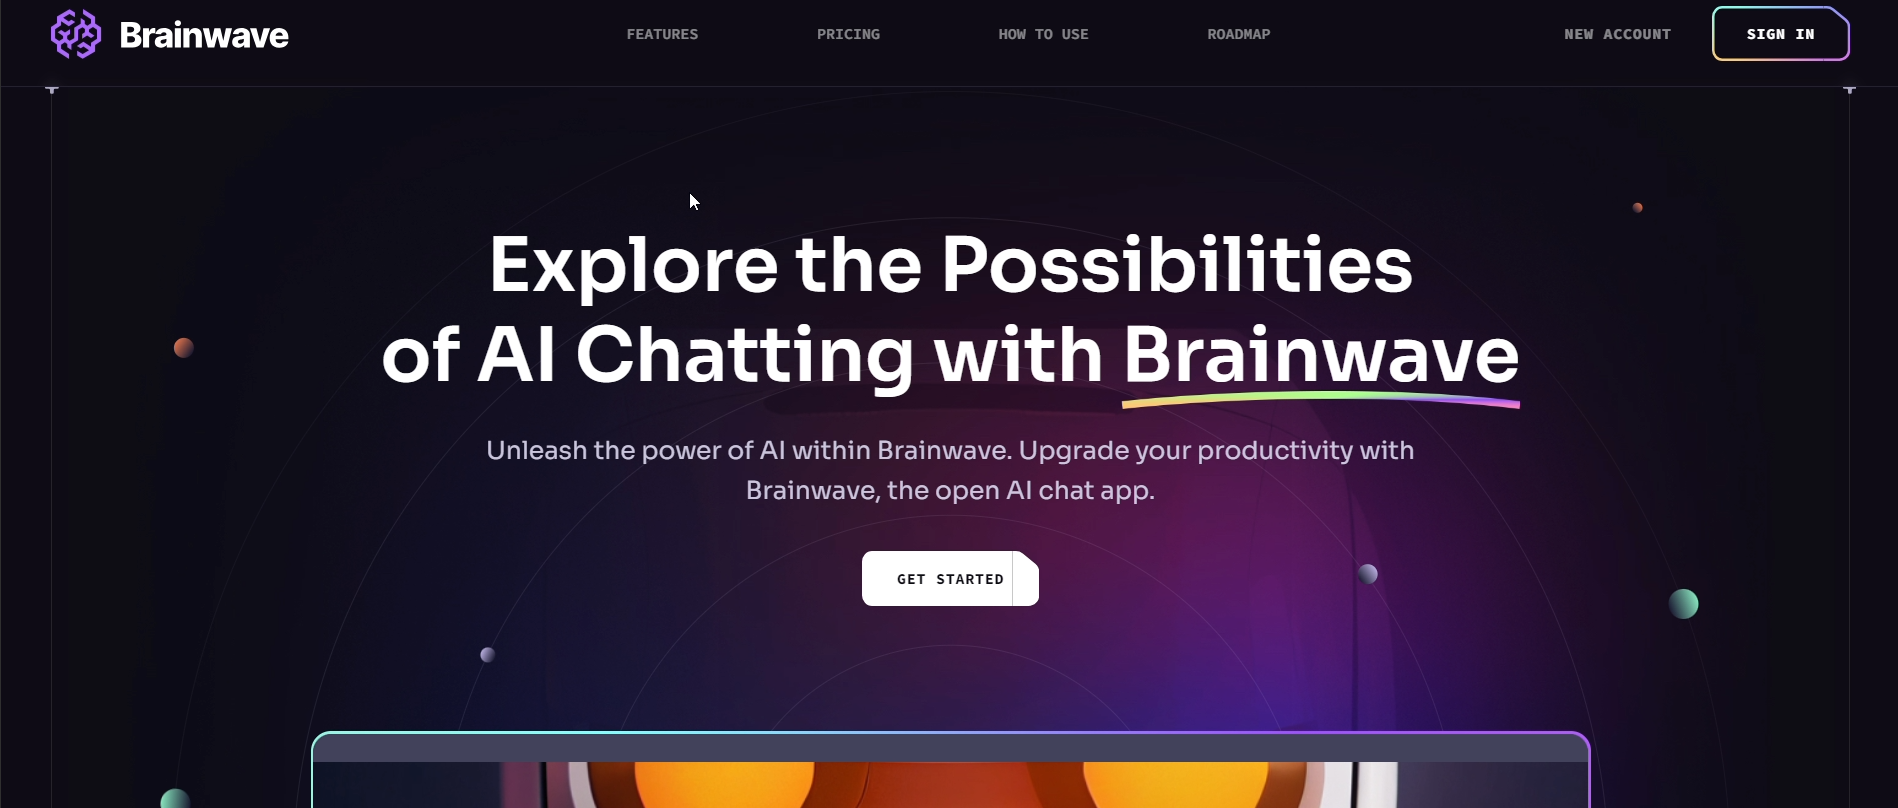 Brainwave
FEATURES
PRICING
HOW TO USE
ROADMAP
NEW ACCOUNT
SIGN IN
Explore the Possibilities
of AI Chatting with Brainwave
Unleash the power of AI within Brainwave. Upgrade your productivity with
Brainwave, the open AI chat app.
GET STARTED